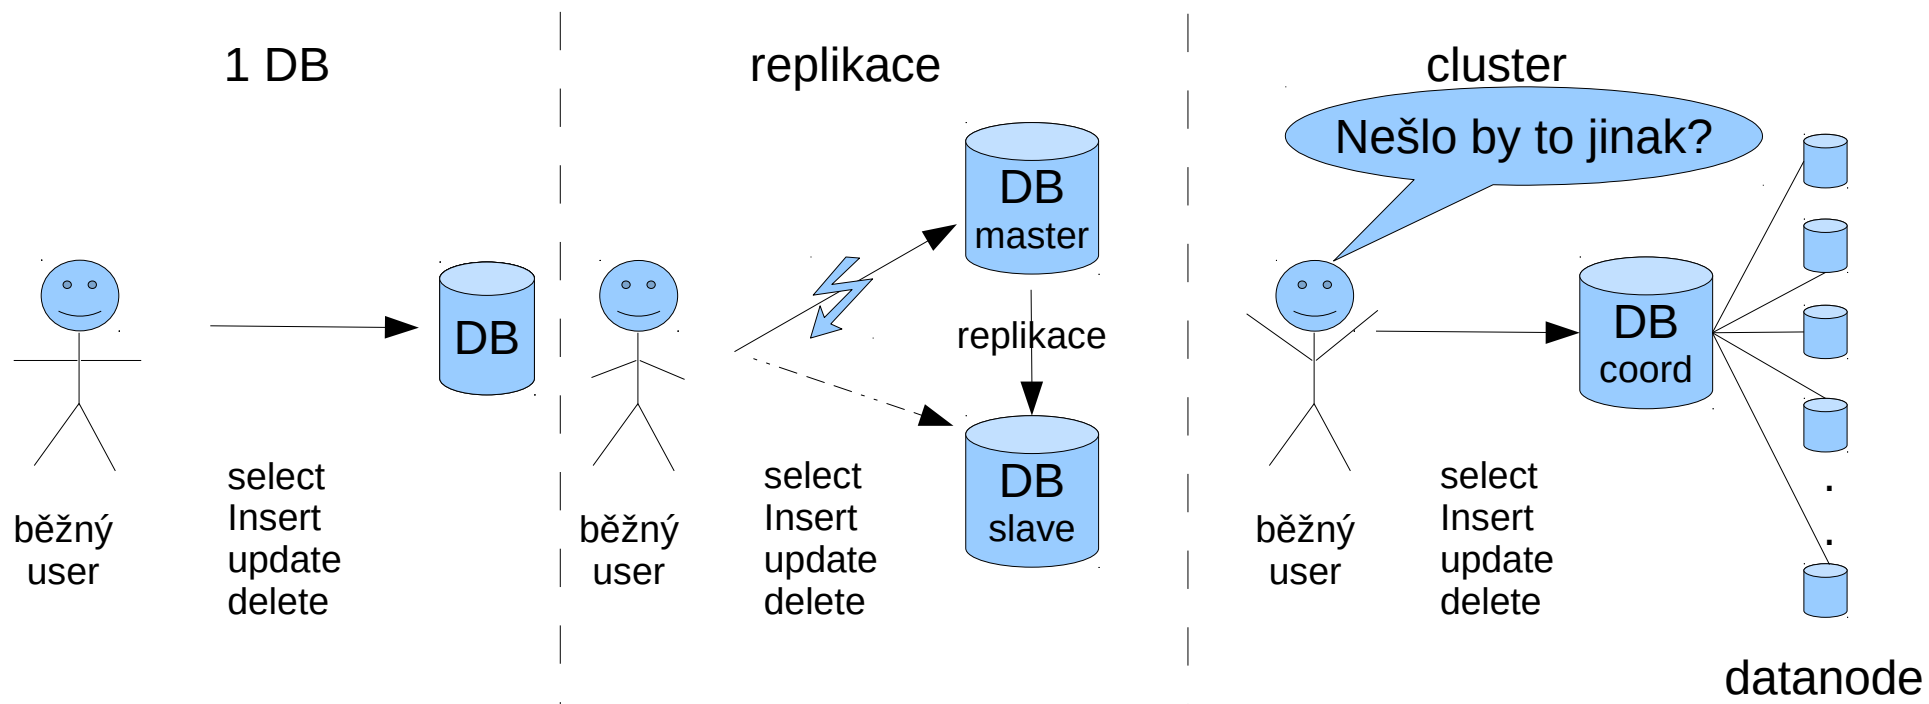 1 DB
DB
běžný
user
select
Insert
update
delete
replikace
DB
master
replikace
DB
slave
běžný
user
select
Insert
update
delete
cluster
Nešlo by to jinak?
DB
coord
běžný
user
select
Insert
update
delete
.
.
datanode